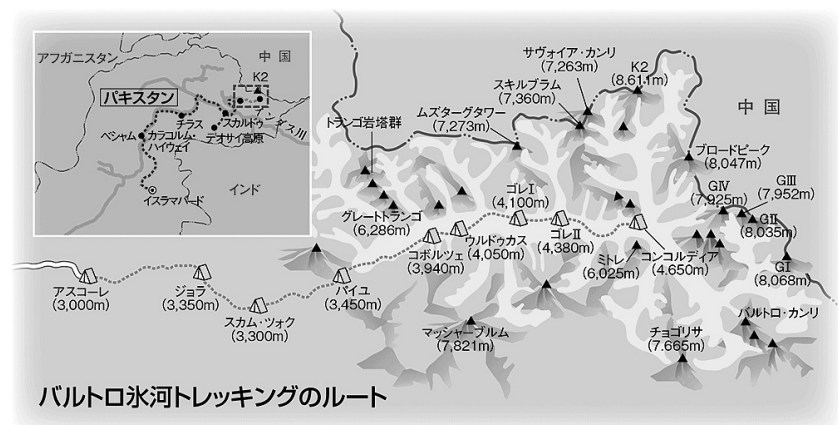 アフガニスタン
中国
K2
パキスタン
チラス
スカルドゥ
インダス川
ベシャム
カラコルム・
ハイウェイ
デオサイ高原
イスラマバード
インド
サヴォイア・カンリ
(7,263m)
K2
(8.611m)
スキルブラム
(7,360m)
ムズターグタワー
(7,273m)
中国
トランゴ岩塔群
ブロードピーク
(8,047m)
GⅣ
(7,925m)
GⅢ
(7,952m)
GⅡ
(8,035m)
GⅠ
(8,068m)
グレートトランゴ
(6,286m)
ゴレⅠ
(4,100m)
ゴレⅡ
(4,380m)
ウルドゥカス
(4,050m)
コボルツェ
(3,940m)
ミトレ
(6,025m)
コンコルディア
(4.650m)
アスコーレ
(3,000m)
ジョラ
(3,350m)
スカム・ツォク
(3,300m)
パイユ
(3,450m)
マッシャーブルム
(7,821m)
チョゴリサ
(7.665m)
バルトロ・カンリ
バルトロ氷河トレッキングのルート